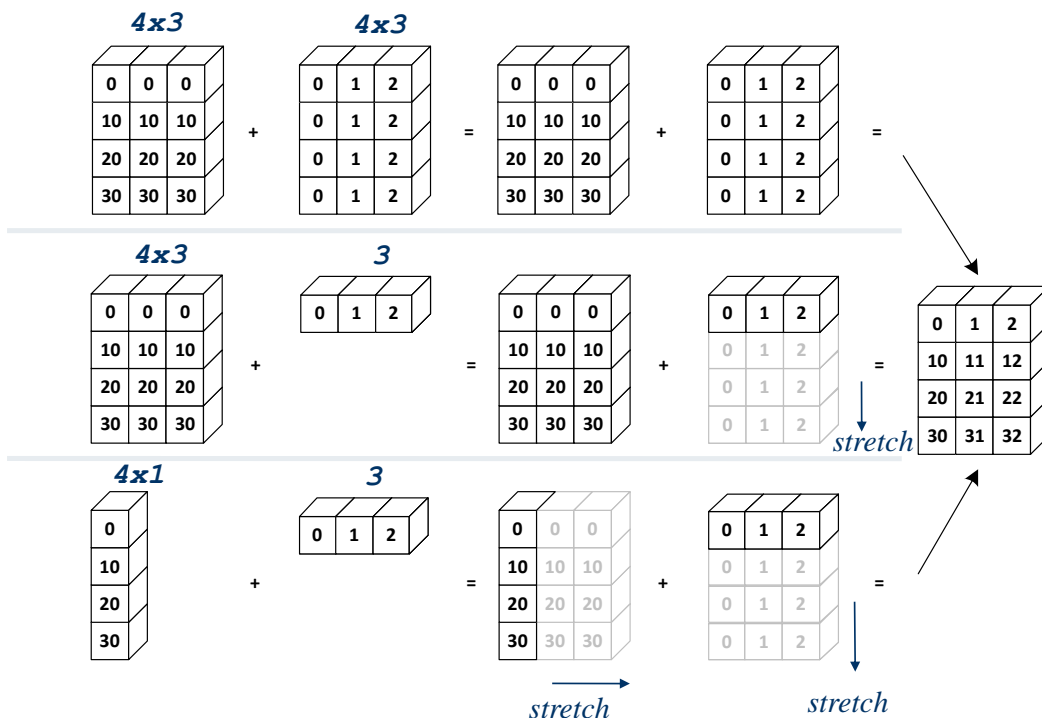 4x3 4x3
0 0 0 0 1 2 0 0 0 0 1 2
10 10 10 + 0 1 2 = 10 10 10 + 0 1 2 =
20 20 20 0 1 2 20 20 20 0 1 2
30 30 30 0 1 2 30 30 30 0 1 2
4x3 3
0 0 0 0 1 2 0 0 0 0 1 2
10 10 10 + = 10 10 10 + 0 1 2 =
20 20 20 20 20 20 0 1 2
30 30 30 30 30 30 0 1 2
stretch
0 1 2
10 11 12
20 21 22
30 31 32
4x1 3
0 0 1 2 0 0 0 0 1 2
10 + = 10 10 10 + 0 1 2 =
20 20 20 20 0 1 2
30 30 30 30 0 1 2
stretch stretch